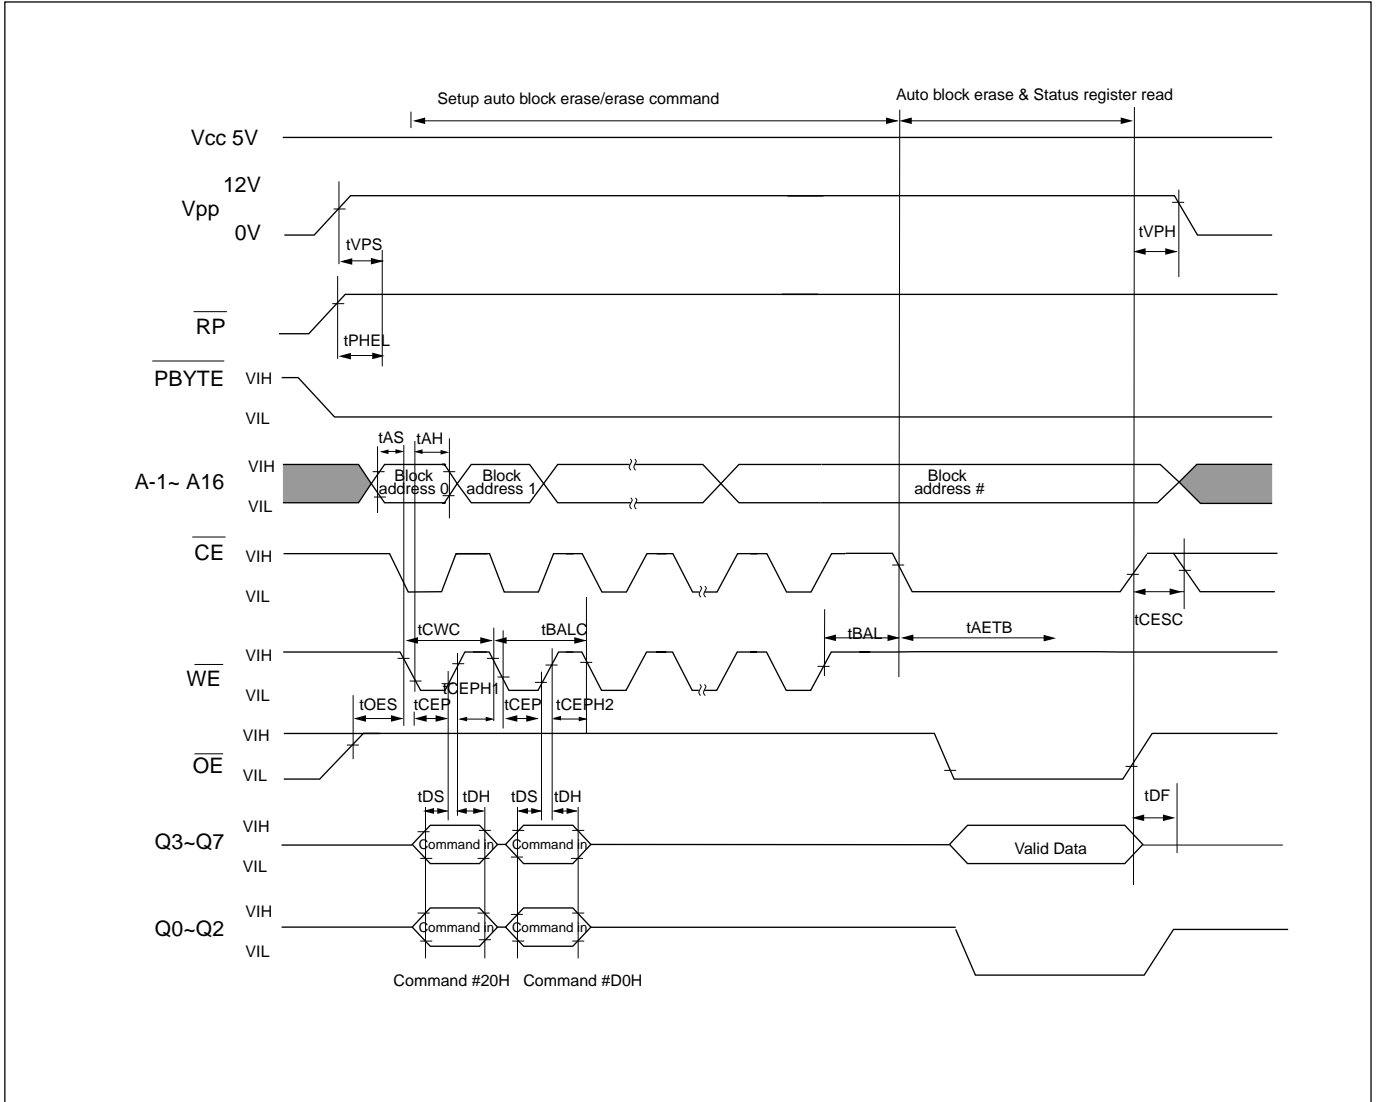 Setup auto block erase/erase command
Auto block erase & Status register read
Vcc 5V
12V
Vpp
0V
tVPS
tVPH
RP
tPHEL
PBYTE
VIH
VIL
tAS
tAH
A-1~ A16
VIH
VIL
Block address 0
Block address 1
Block address #
CE
VIH
VIL
tCWC
tBALC
tBAL
tAETB
tCESC
WE
VIH
VIL
tCEPH1
tOES
tCEP
tCEP
tCEPH2
OE
VIH
VIL
tDS
tDH
tDS
tDH
tDF
Q3~Q7
VIH
VIL
Command in
Command in
Valid Data
Q0~Q2
VIH
VIL
Command in
Command in
Command #20H
Command #D0H